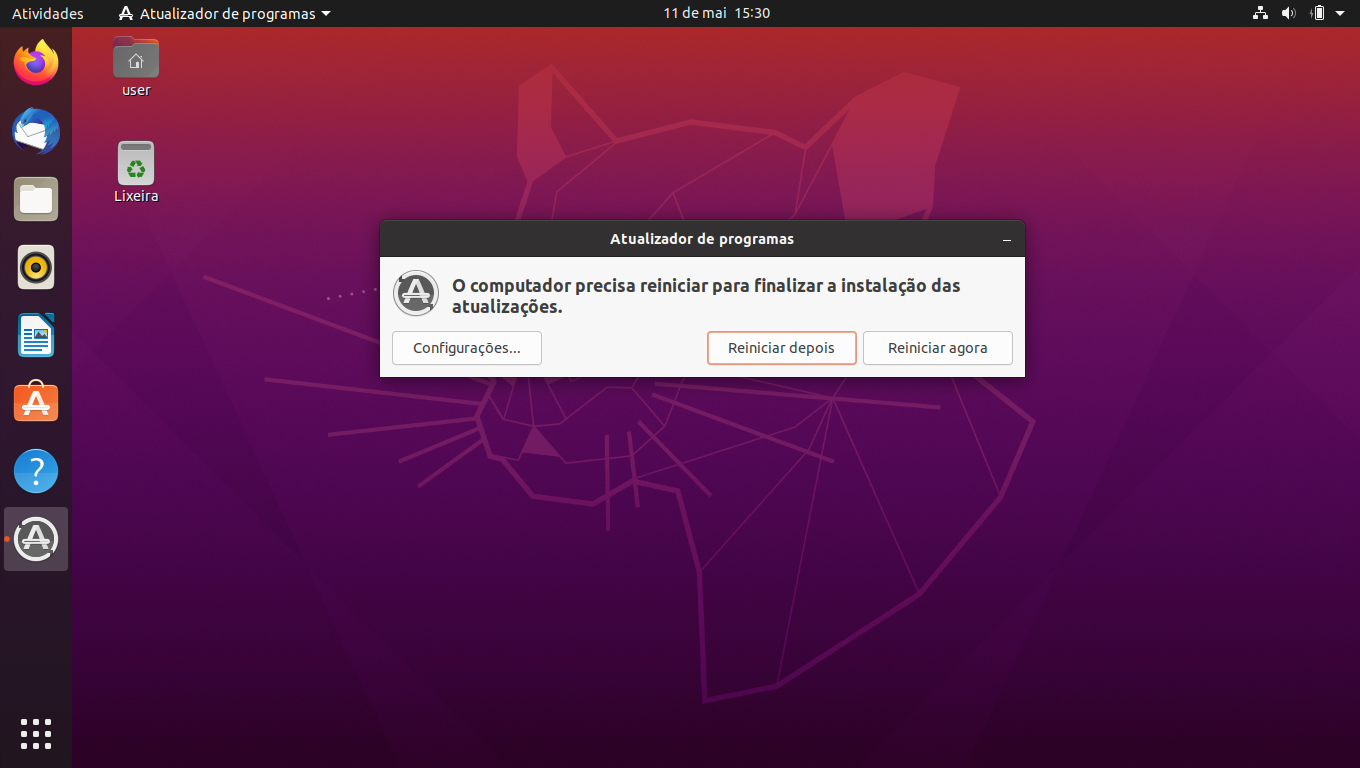 Atividades
Atualizador de programas
11 de mai 15:30
user
Lixeira
Atualizador de programas
O computador precisa reiniciar para finalizar a instalação das
atualizações.
Configurações...
Reiniciar depois
Reiniciar agora